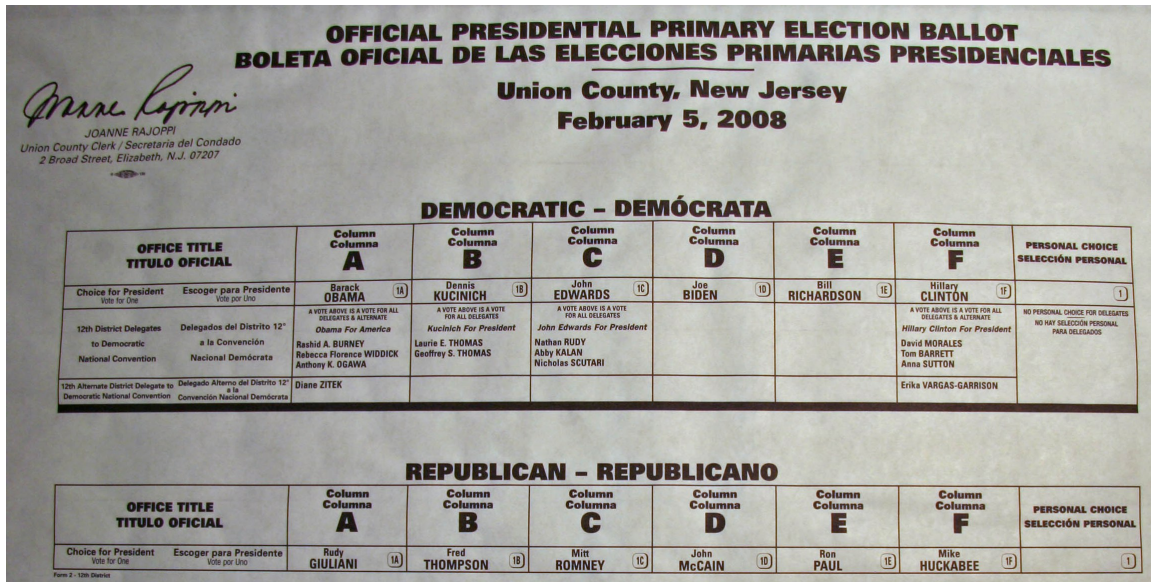 OFFICIAL PRESIDENTIAL PRIMARY ELECTION BALLOT
BOLETA OFICIAL DE LAS ELECCIONES PRIMARIAS PRESIDENCIALES
Union County, New Jersey
February 5, 2008
Joanne Rajoppi
JOANNE RAJOPPI
Union County Clerk / Secretaria del Condado
2 Broad Street, Elizabeth, N.J. 07207
DEMOCRATIC – DEMÓCRATA
OFFICE TITLE
TITULO OFICIAL
Column
Columna
A
Column
Columna
B
Column
Columna
C
Column
Columna
D
Column
Columna
E
Column
Columna
F
PERSONAL CHOICE
SELECCIÓN PERSONAL
Choice for President
Vote for One
Escoger para Presidente
Vote por Uno
Barack
OBAMA 1A
Dennis
KUCINICH 1B
John
EDWARDS 1C
Joe
BIDEN 1D
Bill
RICHARDSON 1E
Hillary
CLINTON 1F
1
12th District Delegates
to Democratic
National Convention
Delegados del Distrito 12°
a la Convención
Nacional Demócrata
A VOTE ABOVE IS A VOTE FOR ALL
DELEGATES & ALTERNATE
Obama For America
Rashid A. BURNEY
Rebecca Florence WIDDICK
Anthony K. OGAWA
A VOTE ABOVE IS A VOTE
FOR ALL DELEGATES
Kucinich For President
Laurie E. THOMAS
Geoffrey S. THOMAS
A VOTE ABOVE IS A VOTE
FOR ALL DELEGATES
John Edwards For President
Nathan RUDY
Abby KALAN
Nicholas SCUTARI
A VOTE ABOVE IS A VOTE FOR ALL
DELEGATES & ALTERNATE
Hillary Clinton For President
David MORALES
Tom BARRETT
Anna SUTTON
NO PERSONAL CHOICE FOR DELEGATES
NO HAY SELECCIÓN PERSONAL
PARA DELEGADOS
12th Alternate District Delegate to
Democratic National Convention
Delegado Alterno del Distrito 12°
a la
Convención Nacional Demócrata
Diane ZITEK
Erika VARGAS-GARRISON
REPUBLICAN – REPUBLICANO
OFFICE TITLE
TITULO OFICIAL
Column
Columna
A
Column
Columna
B
Column
Columna
C
Column
Columna
D
Column
Columna
E
Column
Columna
F
PERSONAL CHOICE
SELECCIÓN PERSONAL
Choice for President
Vote for One
Escoger para Presidente
Vote por Uno
Rudy
GIULIANI 1A
Fred
THOMPSON 1B
Mitt
ROMNEY 1C
John
McCAIN 1D
Ron
PAUL 1E
Mike
HUCKABEE 1F
1
Form 2 - 12th District